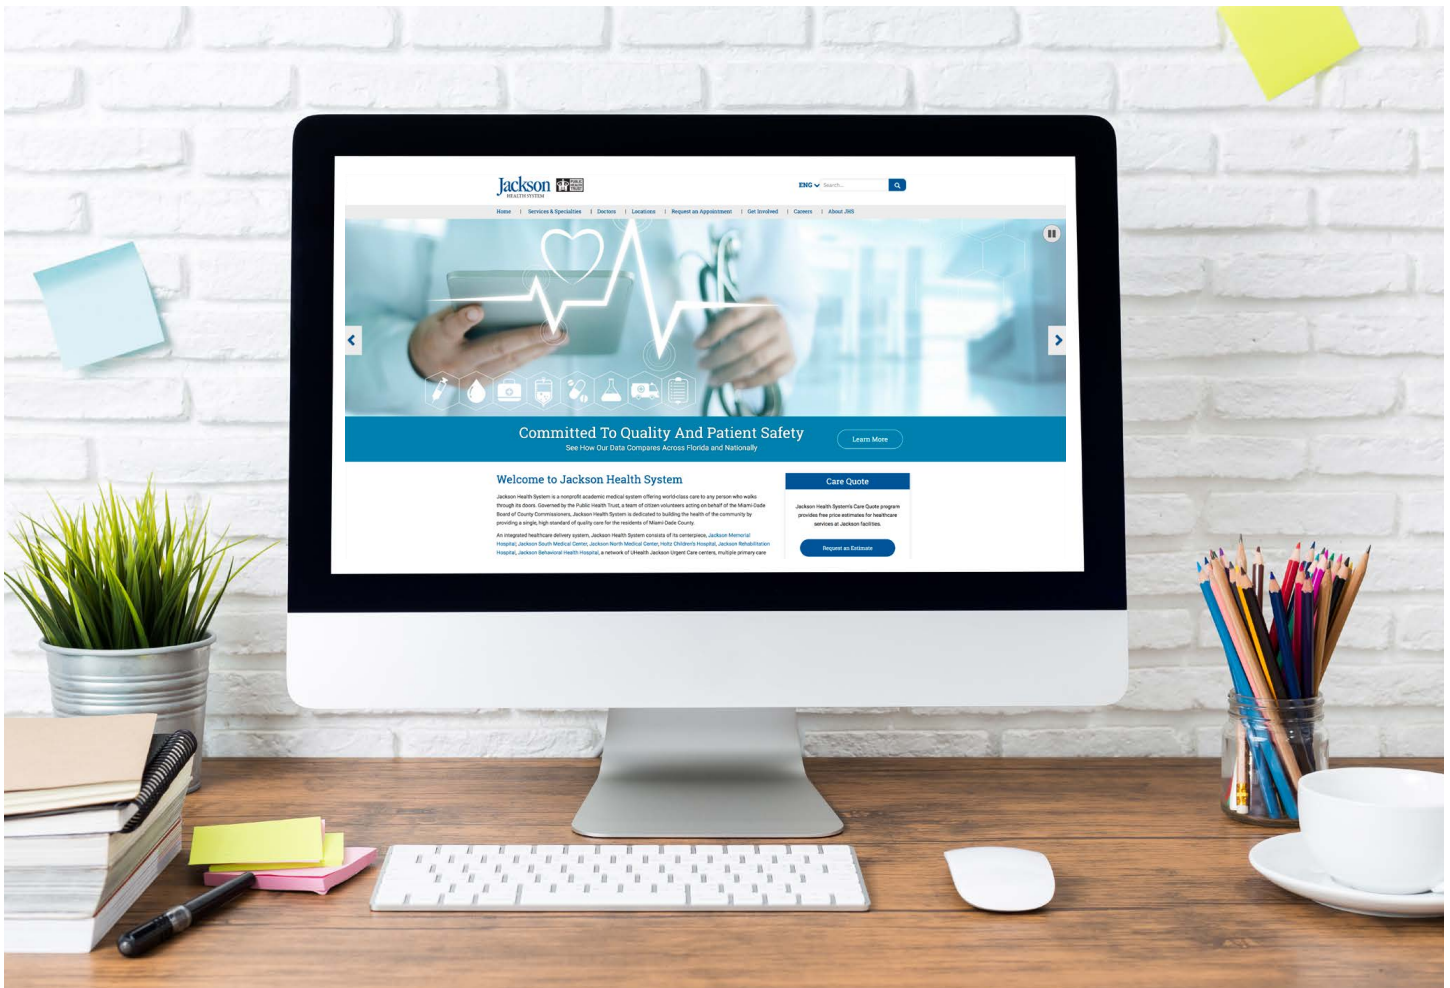 Jackson
HEALTH SYSTEM
ENG
Search...
Home | Services & Specialties | Doctors | Locations | Request an Appointment | Get Involved | Careers | About JHS
Committed To Quality And Patient Safety
See How Our Data Compares Across Florida and Nationally
Learn More
Welcome to Jackson Health System
Jackson Health System is a nonprofit academic medical system offering world-class care to any person who walks
through its doors. Governed by the Public Health Trust, a team of citizen volunteers acting on behalf of the Miami-Dade
Board of County Commissioners, Jackson Health System is dedicated to building the health of the community by
providing a single, high standard of quality care for the residents of Miami-Dade County.
An integrated healthcare delivery system, Jackson Health System consists of its centerpiece, Jackson Memorial
Hospital, Jackson South Medical Center, Jackson North Medical Center, Holtz Children's Hospital, Jackson Rehabilitation
Hospital, Jackson Behavioral Health Hospital, a network of UHealth Jackson Urgent Care centers, multiple primary care
Care Quote
Jackson Health System's Care Quote program
provides free price estimates for healthcare
services at Jackson facilities.
Request an Estimate